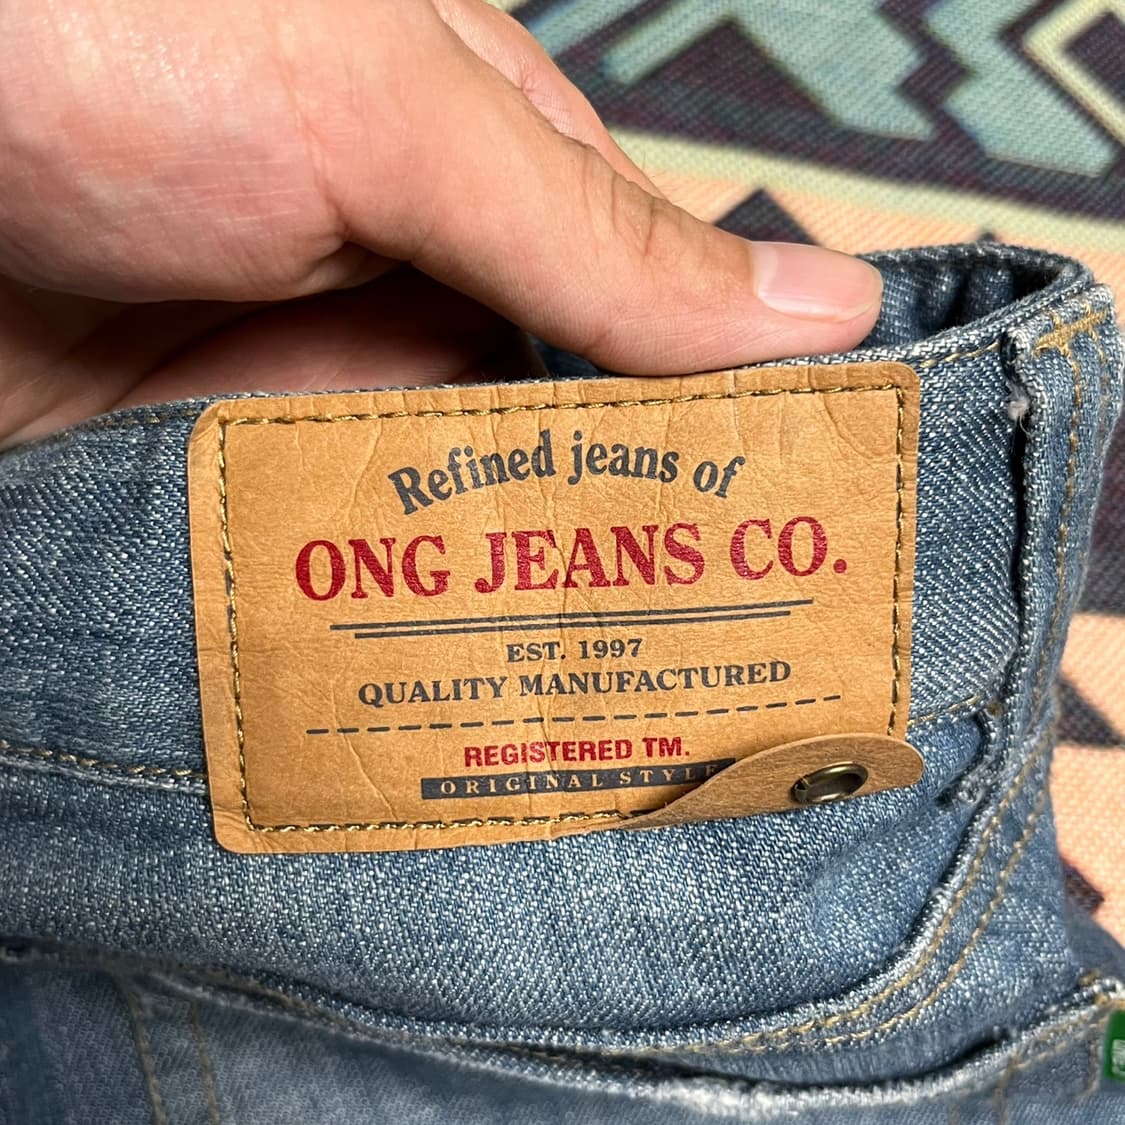 Refined jeans of
ONG JEANS CO.
EST. 1997
QUALITY MANUFACTURED
REGISTERED TM.
ORIGINAL STYLE